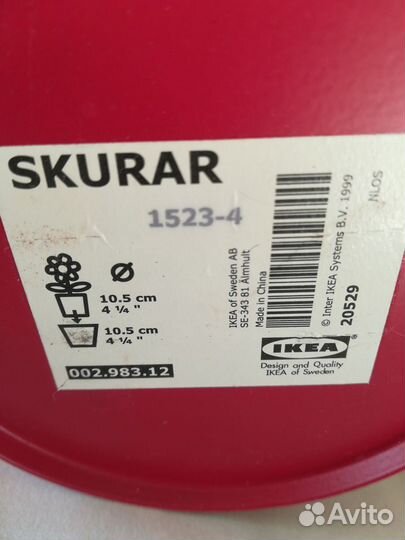 SKURAR
1523-4
10.5 cm
4 ¼"
10.5 cm
4 ¼"
002.983.12
IKEA of Sweden AB
SE-343 81 Älmhult
Made in China
© Inter IKEA Systems B.V. 1999
20529
NLOS
IKEA®
Design and Quality
IKEA of Sweden
Avito